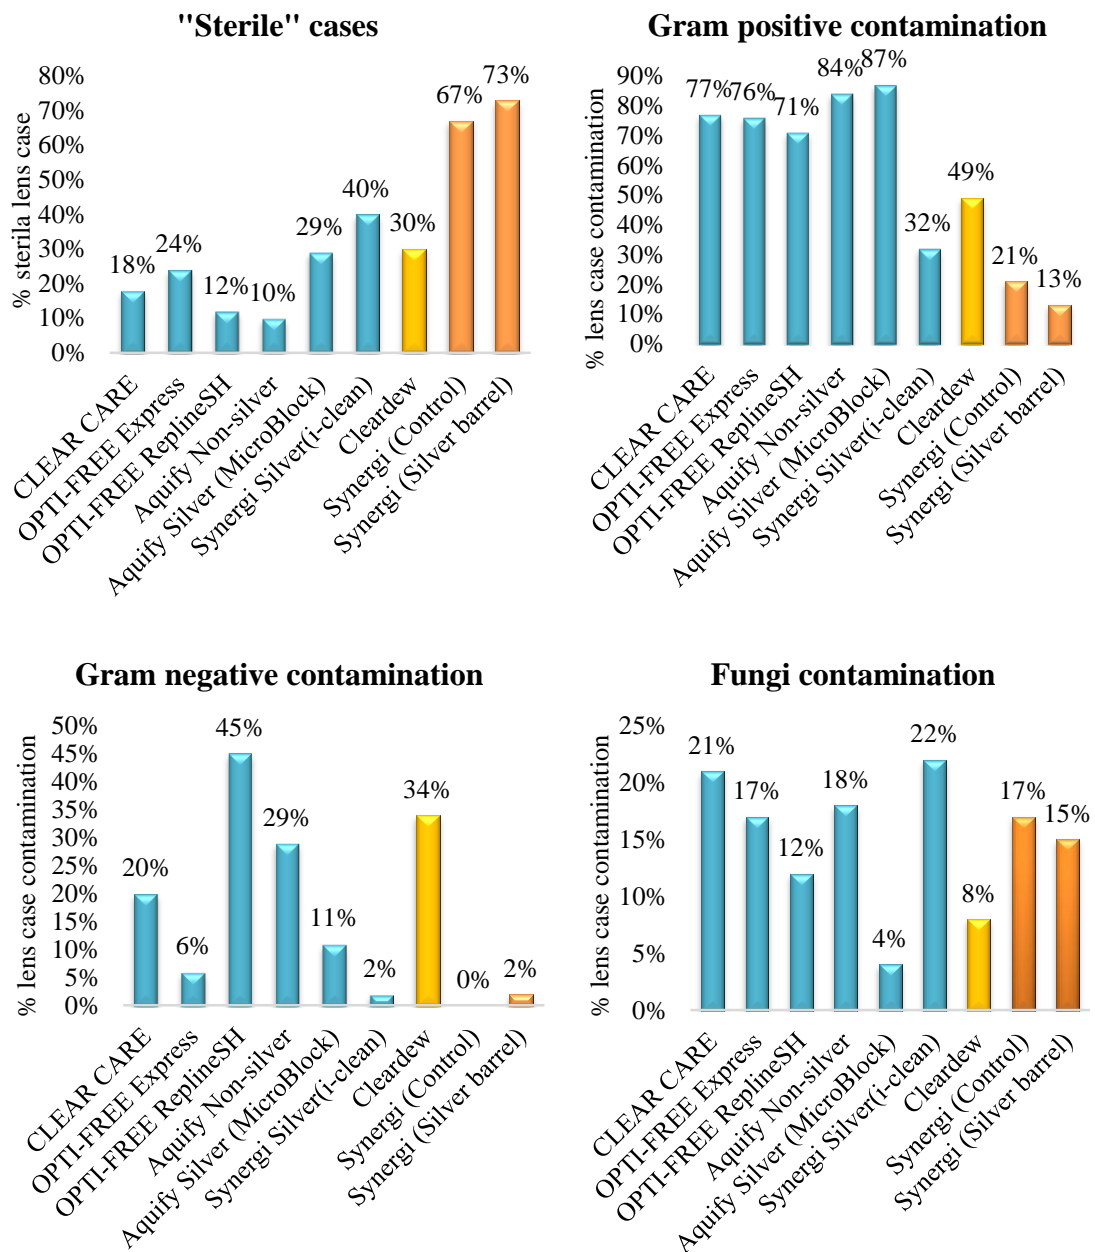 "Sterile" cases
% sterila lens case
80%
70%
60%
50%
40%
30%
20%
10%
0%
18%
24%
12%
10%
29%
40%
30%
67%
73%
CLEAR CARE
OPTI-FREE Express
OPTI-FREE ReplineSH
Aquify Non-silver
Aquify Silver (MicroBlock)
Synergi Silver(i-clean)
Cleardew
Synergi (Control)
Synergi (Silver barrel)
Gram positive contamination
% lens case contamination
90%
80%
70%
60%
50%
40%
30%
20%
10%
0%
77%
76%
71%
84%
87%
32%
49%
21%
13%
CLEAR CARE
OPTI-FREE Express
OPTI-FREE ReplineSH
Aquify Non-silver
Aquify Silver (MicroBlock)
Synergi Silver(i-clean)
Cleardew
Synergi (Control)
Synergi (Silver barrel)
Gram negative contamination
% lens case contamination
50%
45%
40%
35%
30%
25%
20%
15%
10%
5%
0%
20%
6%
45%
29%
11%
2%
34%
0%
2%
CLEAR CARE
OPTI-FREE Express
OPTI-FREE ReplineSH
Aquify Non-silver
Aquify Silver (MicroBlock)
Synergi Silver(i-clean)
Cleardew
Synergi (Control)
Synergi (Silver barrel)
Fungi contamination
% lens case contamination
25%
20%
15%
10%
5%
0%
21%
17%
12%
18%
4%
22%
8%
17%
15%
CLEAR CARE
OPTI-FREE Express
OPTI-FREE ReplineSH
Aquify Non-silver
Aquify Silver (MicroBlock)
Synergi Silver(i-clean)
Cleardew
Synergi (Control)
Synergi (Silver barrel)